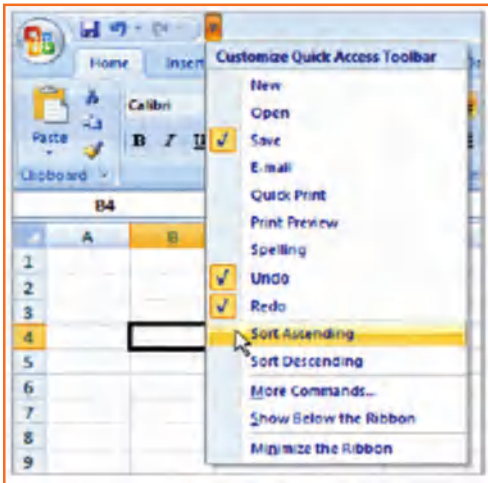 Customize Quick Access Toolbar
Home Insert
New
Open
Save
E-mail
Quick Print
Print Preview
Spelling
Undo
Redo
Sort Ascending
Sort Descending
More Commands...
Show Below the Ribbon
Minimize the Ribbon
Paste
Calibri
B I U
Clipboard
B4
A B
1
2
3
4
5
6
7
8
9